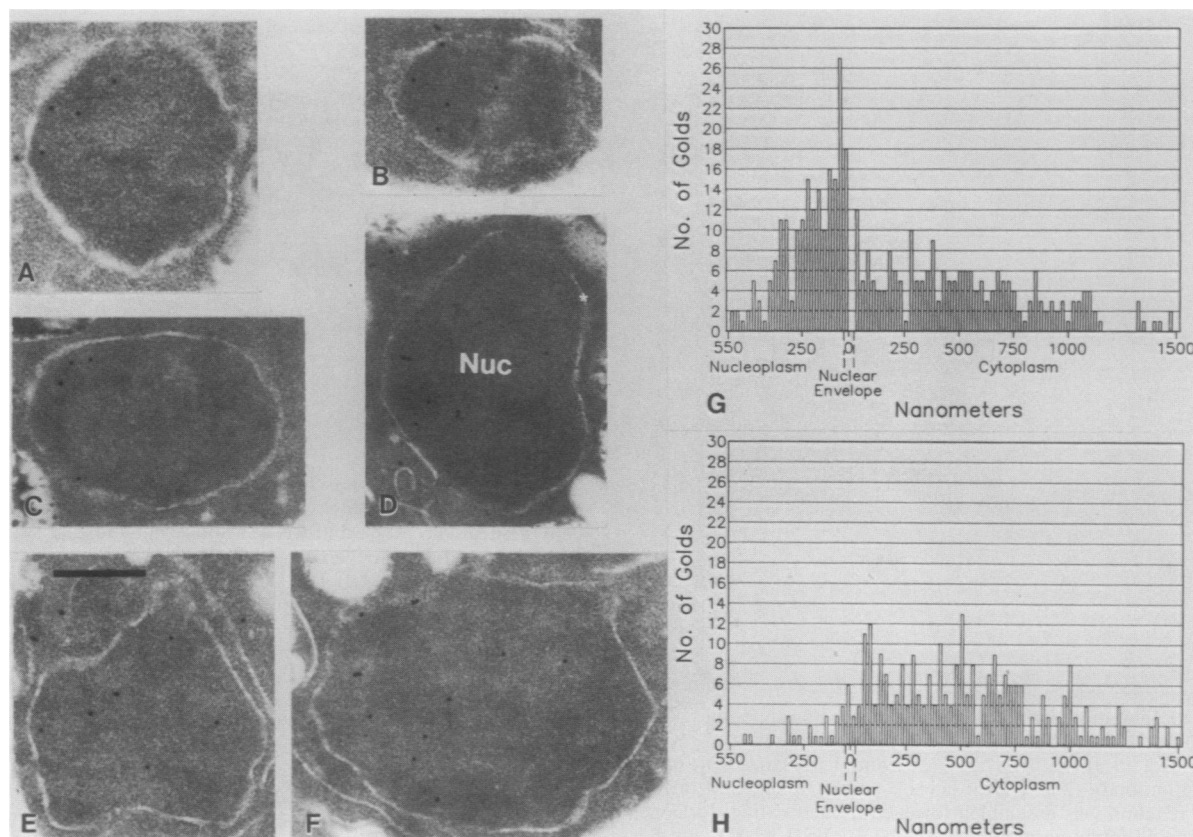 A
B
C
Nuc
D
E
F
30
28
26
24
22
20
18
16
14
12
10
8
6
4
2
0
No. of Golds
550 250 0 250 500 750 1000 1500
Nucleoplasm Nuclear Envelope Cytoplasm
G Nanometers
30
28
26
24
22
20
18
16
14
12
10
8
6
4
2
0
No. of Golds
550 250 0 250 500 750 1000 1500
Nucleoplasm Nuclear Envelope Cytoplasm
H Nanometers